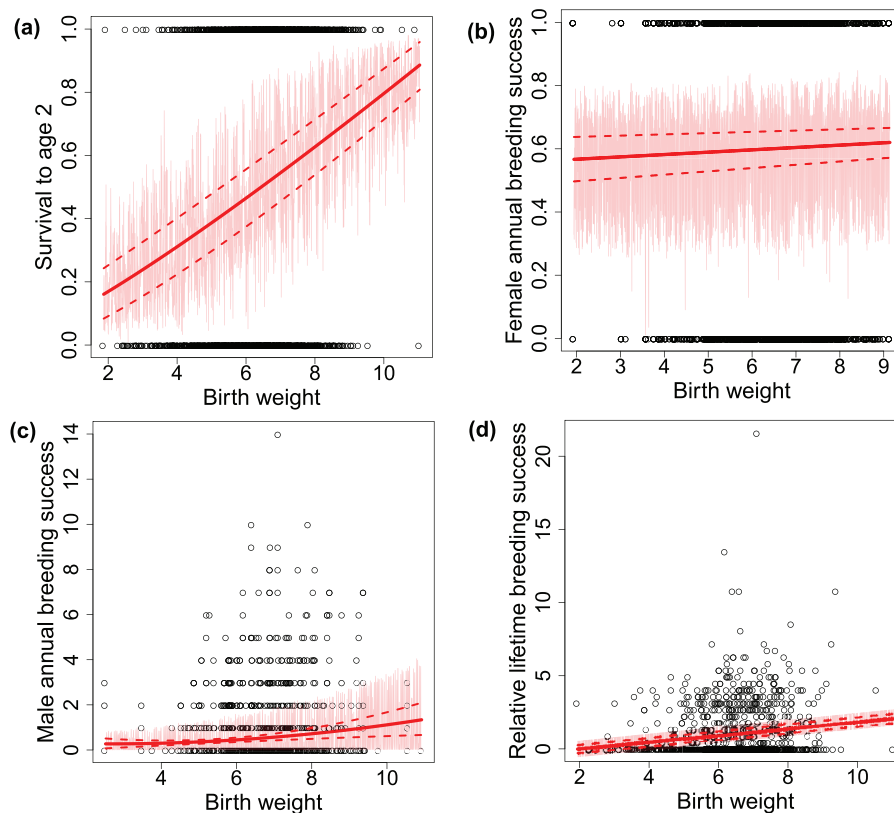 (a)
Survival to age 2
1.0
0.8
0.6
0.4
0.2
0.0
2 4 6 8 10
Birth weight
(b)
Female annual breeding success
1.0
0.8
0.6
0.4
0.2
0.0
2 3 4 5 6 7 8 9
Birth weight
(c)
Male annual breeding success
14
12
10
8
6
4
2
0
4 6 8 10
Birth weight
(d)
Relative lifetime breeding success
20
15
10
5
0
2 4 6 8 10
Birth weight